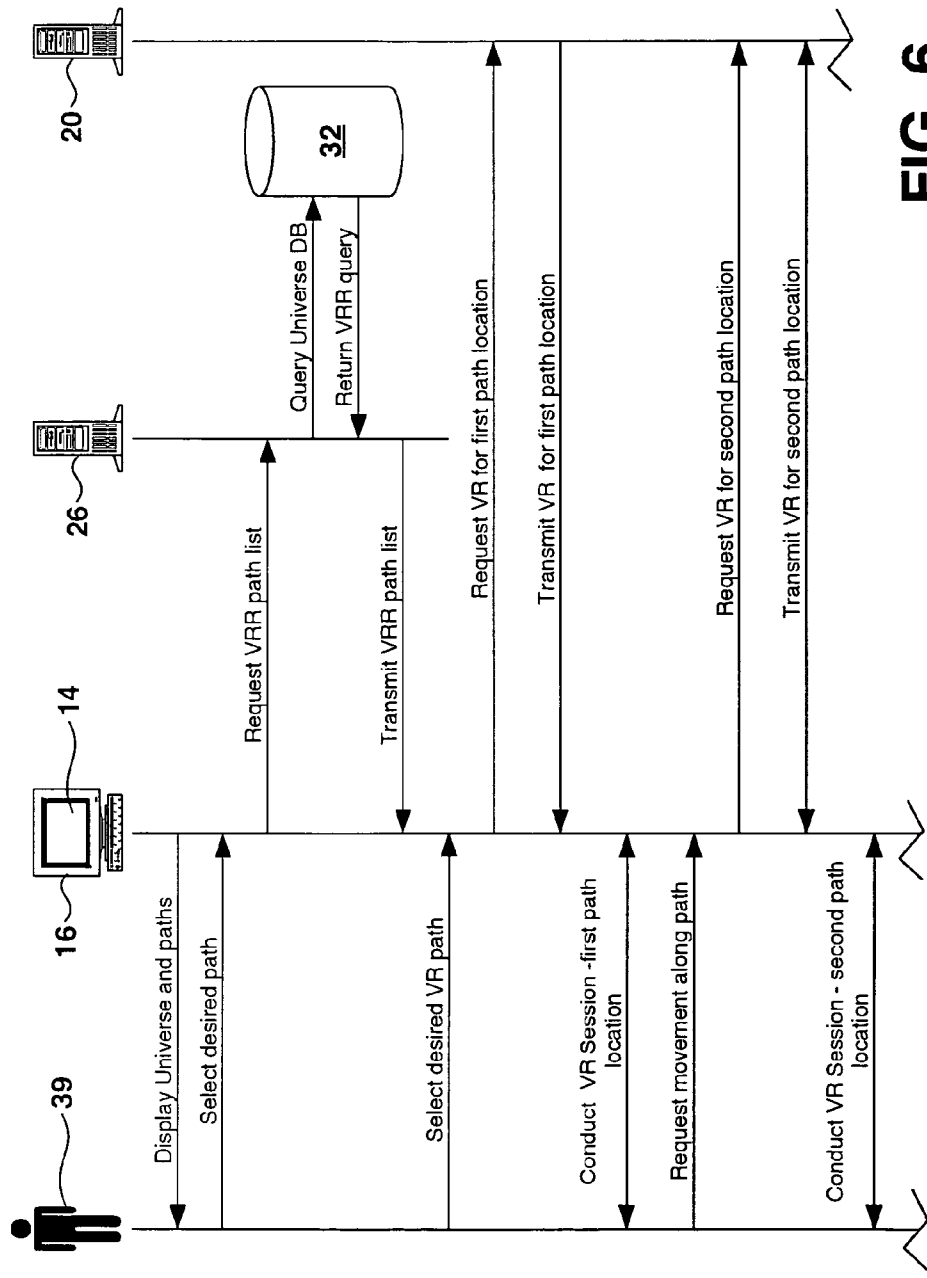 39
16
14
26
20
Display Universe and paths
Select desired path
Request VRR path list
Query Universe DB
32
Return VRR query
Transmit VRR path list
Select desired VR path
Request VR for first path location
Transmit VR for first path location
Conduct VR Session -first path
location
Request movement along path
Request VR for second path location
Transmit VR for second path location
Conduct VR Session - second path
location
FIG. 6